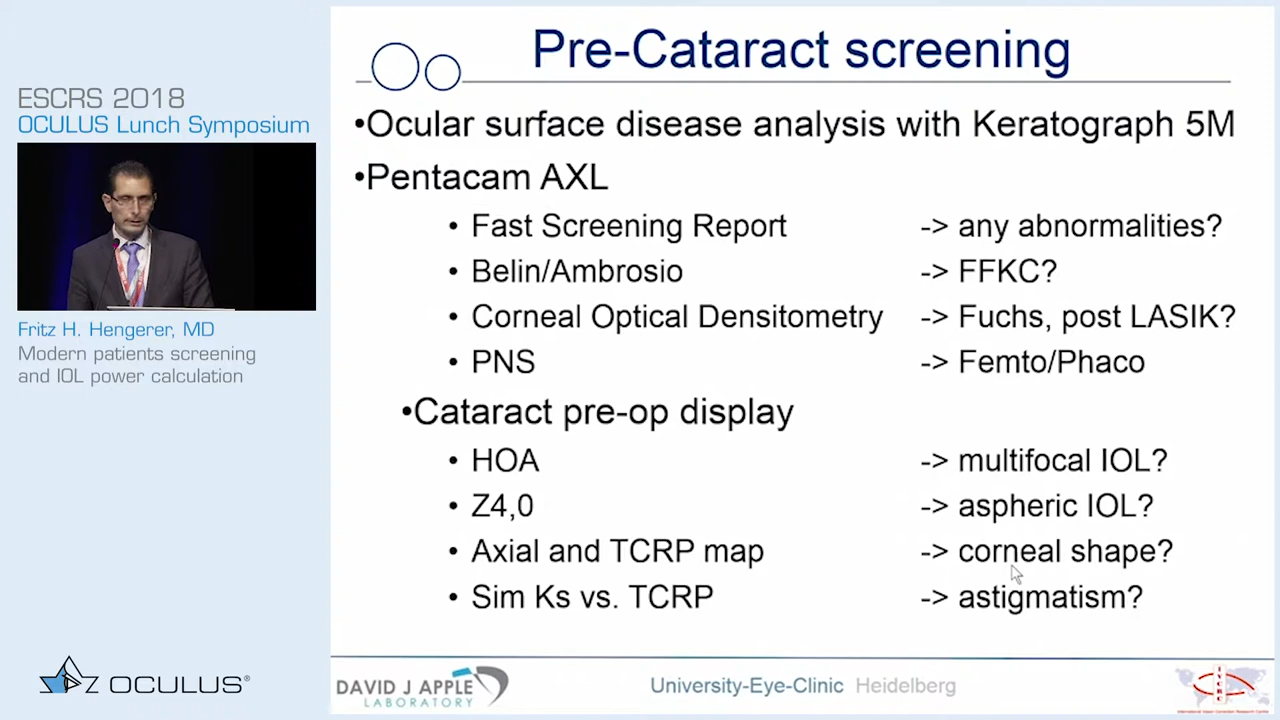 ESCRS 2018
OCULUS Lunch Symposium
Fritz H. Hengerer, MD
Modern patients screening
and IOL power calculation
OCULUS®
Pre-Cataract screening
•Ocular surface disease analysis with Keratograph 5M
•Pentacam AXL
• Fast Screening Report -> any abnormalities?
• Belin/Ambrosio -> FFKC?
• Corneal Optical Densitometry -> Fuchs, post LASIK?
• PNS -> Femto/Phaco
•Cataract pre-op display
• HOA -> multifocal IOL?
• Z4,0 -> aspheric IOL?
• Axial and TCRP map -> corneal shape?
• Sim Ks vs. TCRP -> astigmatism?
DAVID J APPLE
LABORATORY
University-Eye-Clinic Heidelberg